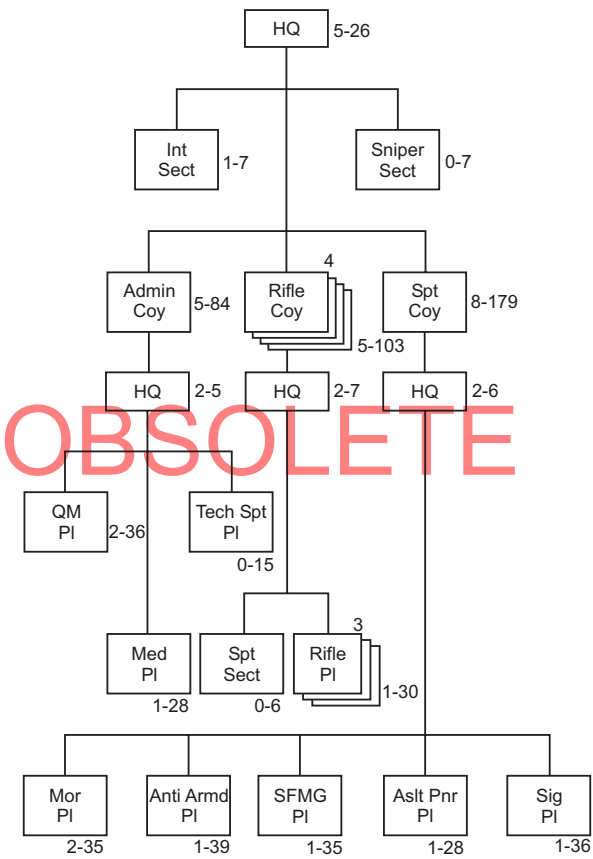 HQ 5-26
Int
Sect 1-7
Sniper
Sect 0-7
Admin
Coy 5-84
4
Rifle
Coy
5-103
Spt
Coy 8-179
HQ 2-5
HQ 2-7
HQ 2-6
OBSOLETE
QM
Pl 2-36
Tech Spt
Pl
0-15
Med
Pl
1-28
Spt
Sect
0-6
3
Rifle
Pl
1-30
Mor
Pl
2-35
Anti Armd
Pl
1-39
SFMG
Pl
1-35
Aslt Pnr
Pl
1-28
Sig
Pl
1-36